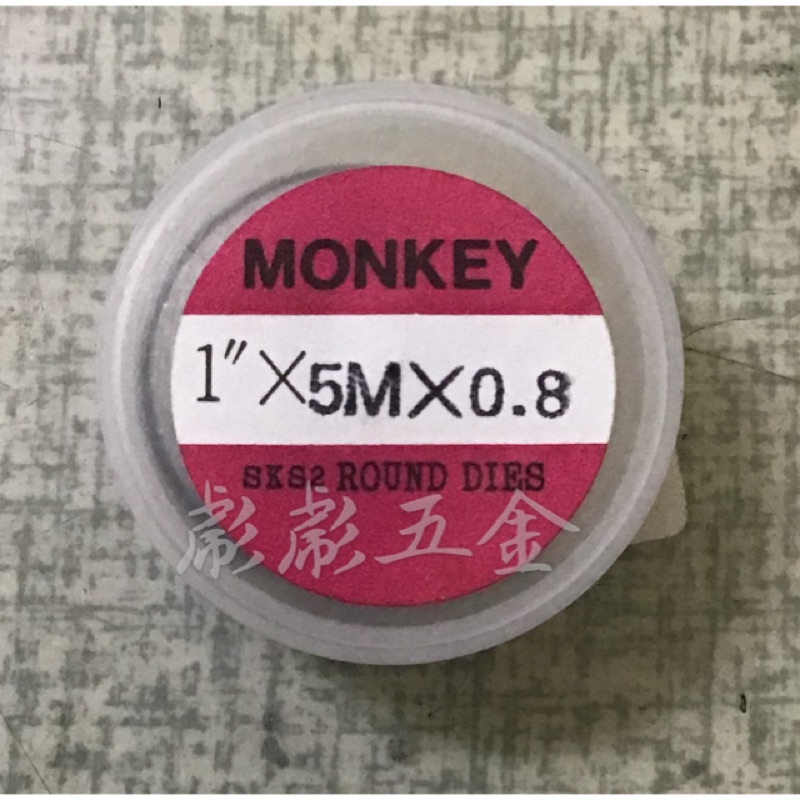 MONKEY
1"×5M×0.8
SKS2 ROUND DIES
彪彪五金